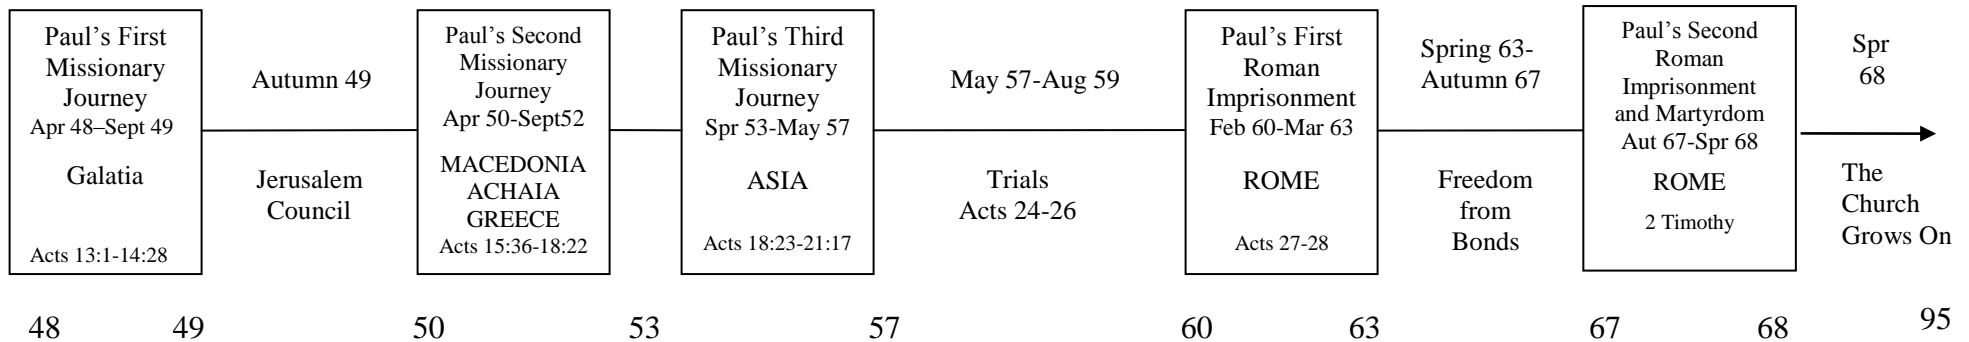 Paul's First
Missionary
Journey
Apr 48–Sept 49
Galatia
Acts 13:1-14:28
Autumn 49
Jerusalem
Council
Paul's Second
Missionary
Journey
Apr 50-Sept52
MACEDONIA
ACHAIA
GREECE
Acts 15:36-18:22
Paul's Third
Missionary
Journey
Spr 53-May 57
ASIA
Acts 18:23-21:17
May 57-Aug 59
Trials
Acts 24-26
Paul's First
Roman
Imprisonment
Feb 60-Mar 63
ROME
Acts 27-28
Spring 63-
Autumn 67
Freedom
from
Bonds
Paul's Second
Roman
Imprisonment
and Martyrdom
Aut 67-Spr 68
ROME
2 Timothy
Spr
68
The
Church
Grows On
48 49 50 53 57 60 63 67 68 95